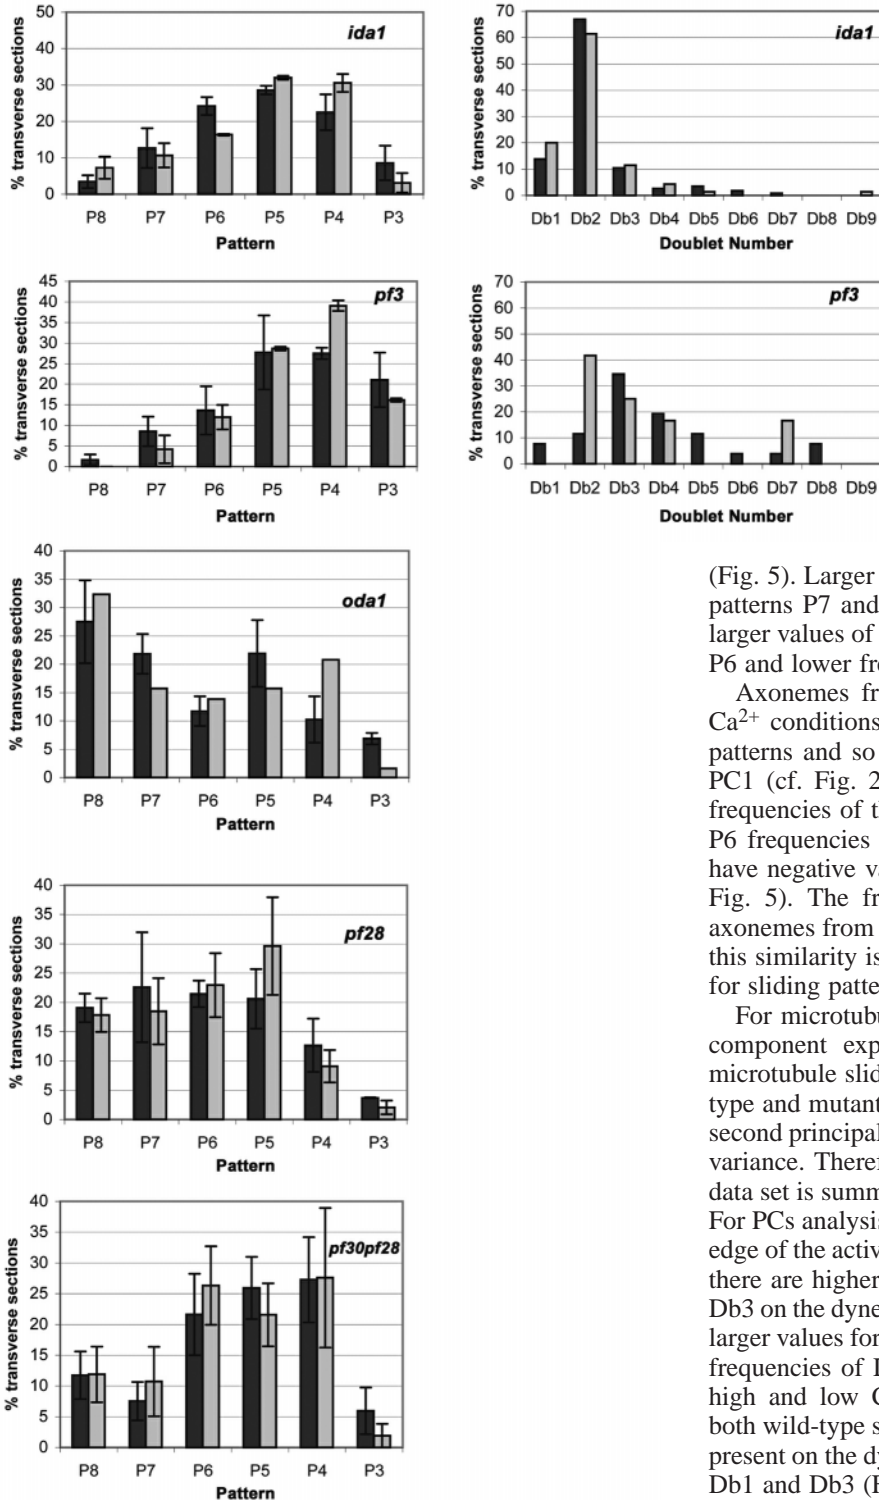 ida1
% transverse sections
50
40
30
20
10
0
P8 P7 P6 P5 P4 P3
Pattern
ida1
% transverse sections
70
60
50
40
30
20
10
0
Db1 Db2 Db3 Db4 Db5 Db6 Db7 Db8 Db9
Doublet Number
pf3
% transverse sections
45
40
35
30
25
20
15
10
5
0
P8 P7 P6 P5 P4 P3
Pattern
pf3
% transverse sections
70
60
50
40
30
20
10
0
Db1 Db2 Db3 Db4 Db5 Db6 Db7 Db8 Db9
Doublet Number
oda1
% transverse sections
40
35
30
25
20
15
10
5
0
P8 P7 P6 P5 P4 P3
Pattern
pf28
% transverse sections
40
35
30
25
20
15
10
5
0
P8 P7 P6 P5 P4 P3
Pattern
pf30pf28
% transverse sections
40
35
30
25
20
15
10
5
0
P8 P7 P6 P5 P4 P3
Pattern
(Fig. 5). Larger
patterns P7 and
larger values of
P6 and lower fre
Axonemes fr
Ca2+ conditions
patterns and so
PC1 (cf. Fig. 2
frequencies of t
P6 frequencies
have negative va
Fig. 5). The fr
axonemes from
this similarity is
for sliding patte
For microtubu
component exp
microtubule slid
type and mutant
second principal
variance. Theref
data set is summ
For PCs analysis
edge of the activ
there are higher
Db3 on the dyne
larger values for
frequencies of I
high and low C
both wild-type s
present on the dy
Db1 and Db3 (F